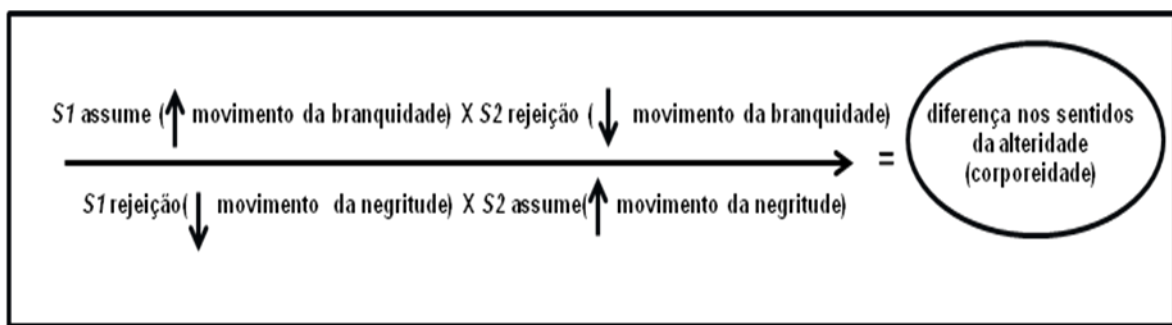 S1 assume (↑ movimento da branquidade) X S2 rejeição (↓ movimento da branquidade)
=
diferença nos sentidos
da alteridade
(corporeidade)
S1 rejeição(↓ movimento da negritude) X S2 assume(↑ movimento da negritude)